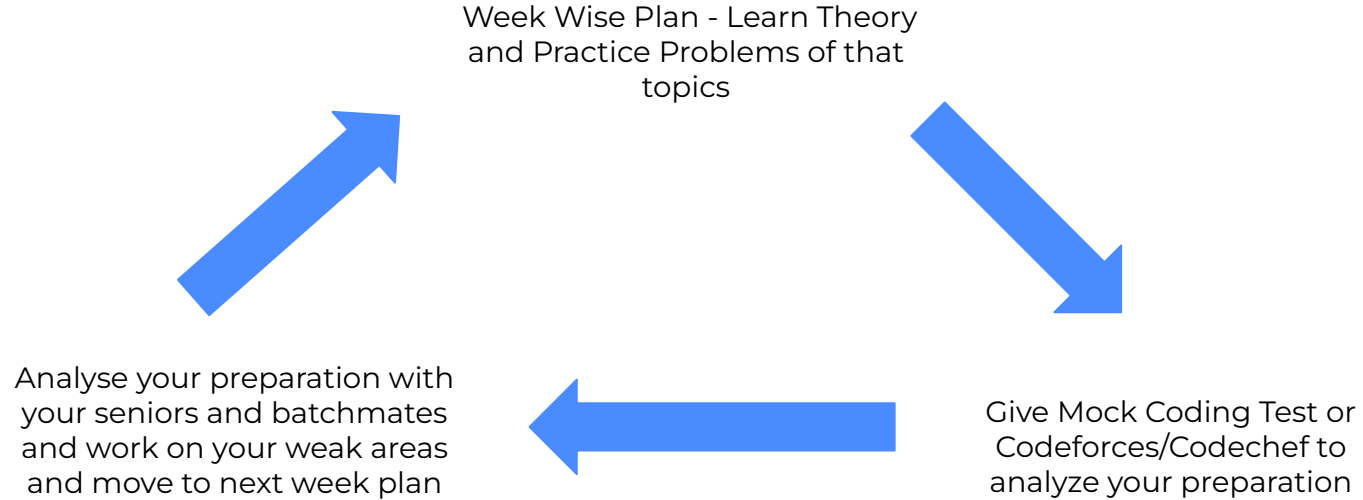 Week Wise Plan - Learn Theory
and Practice Problems of that
topics
Analyse your preparation with
your seniors and batchmates
and work on your weak areas
and move to next week plan
Give Mock Coding Test or
Codeforces/Codechef to
analyze your preparation